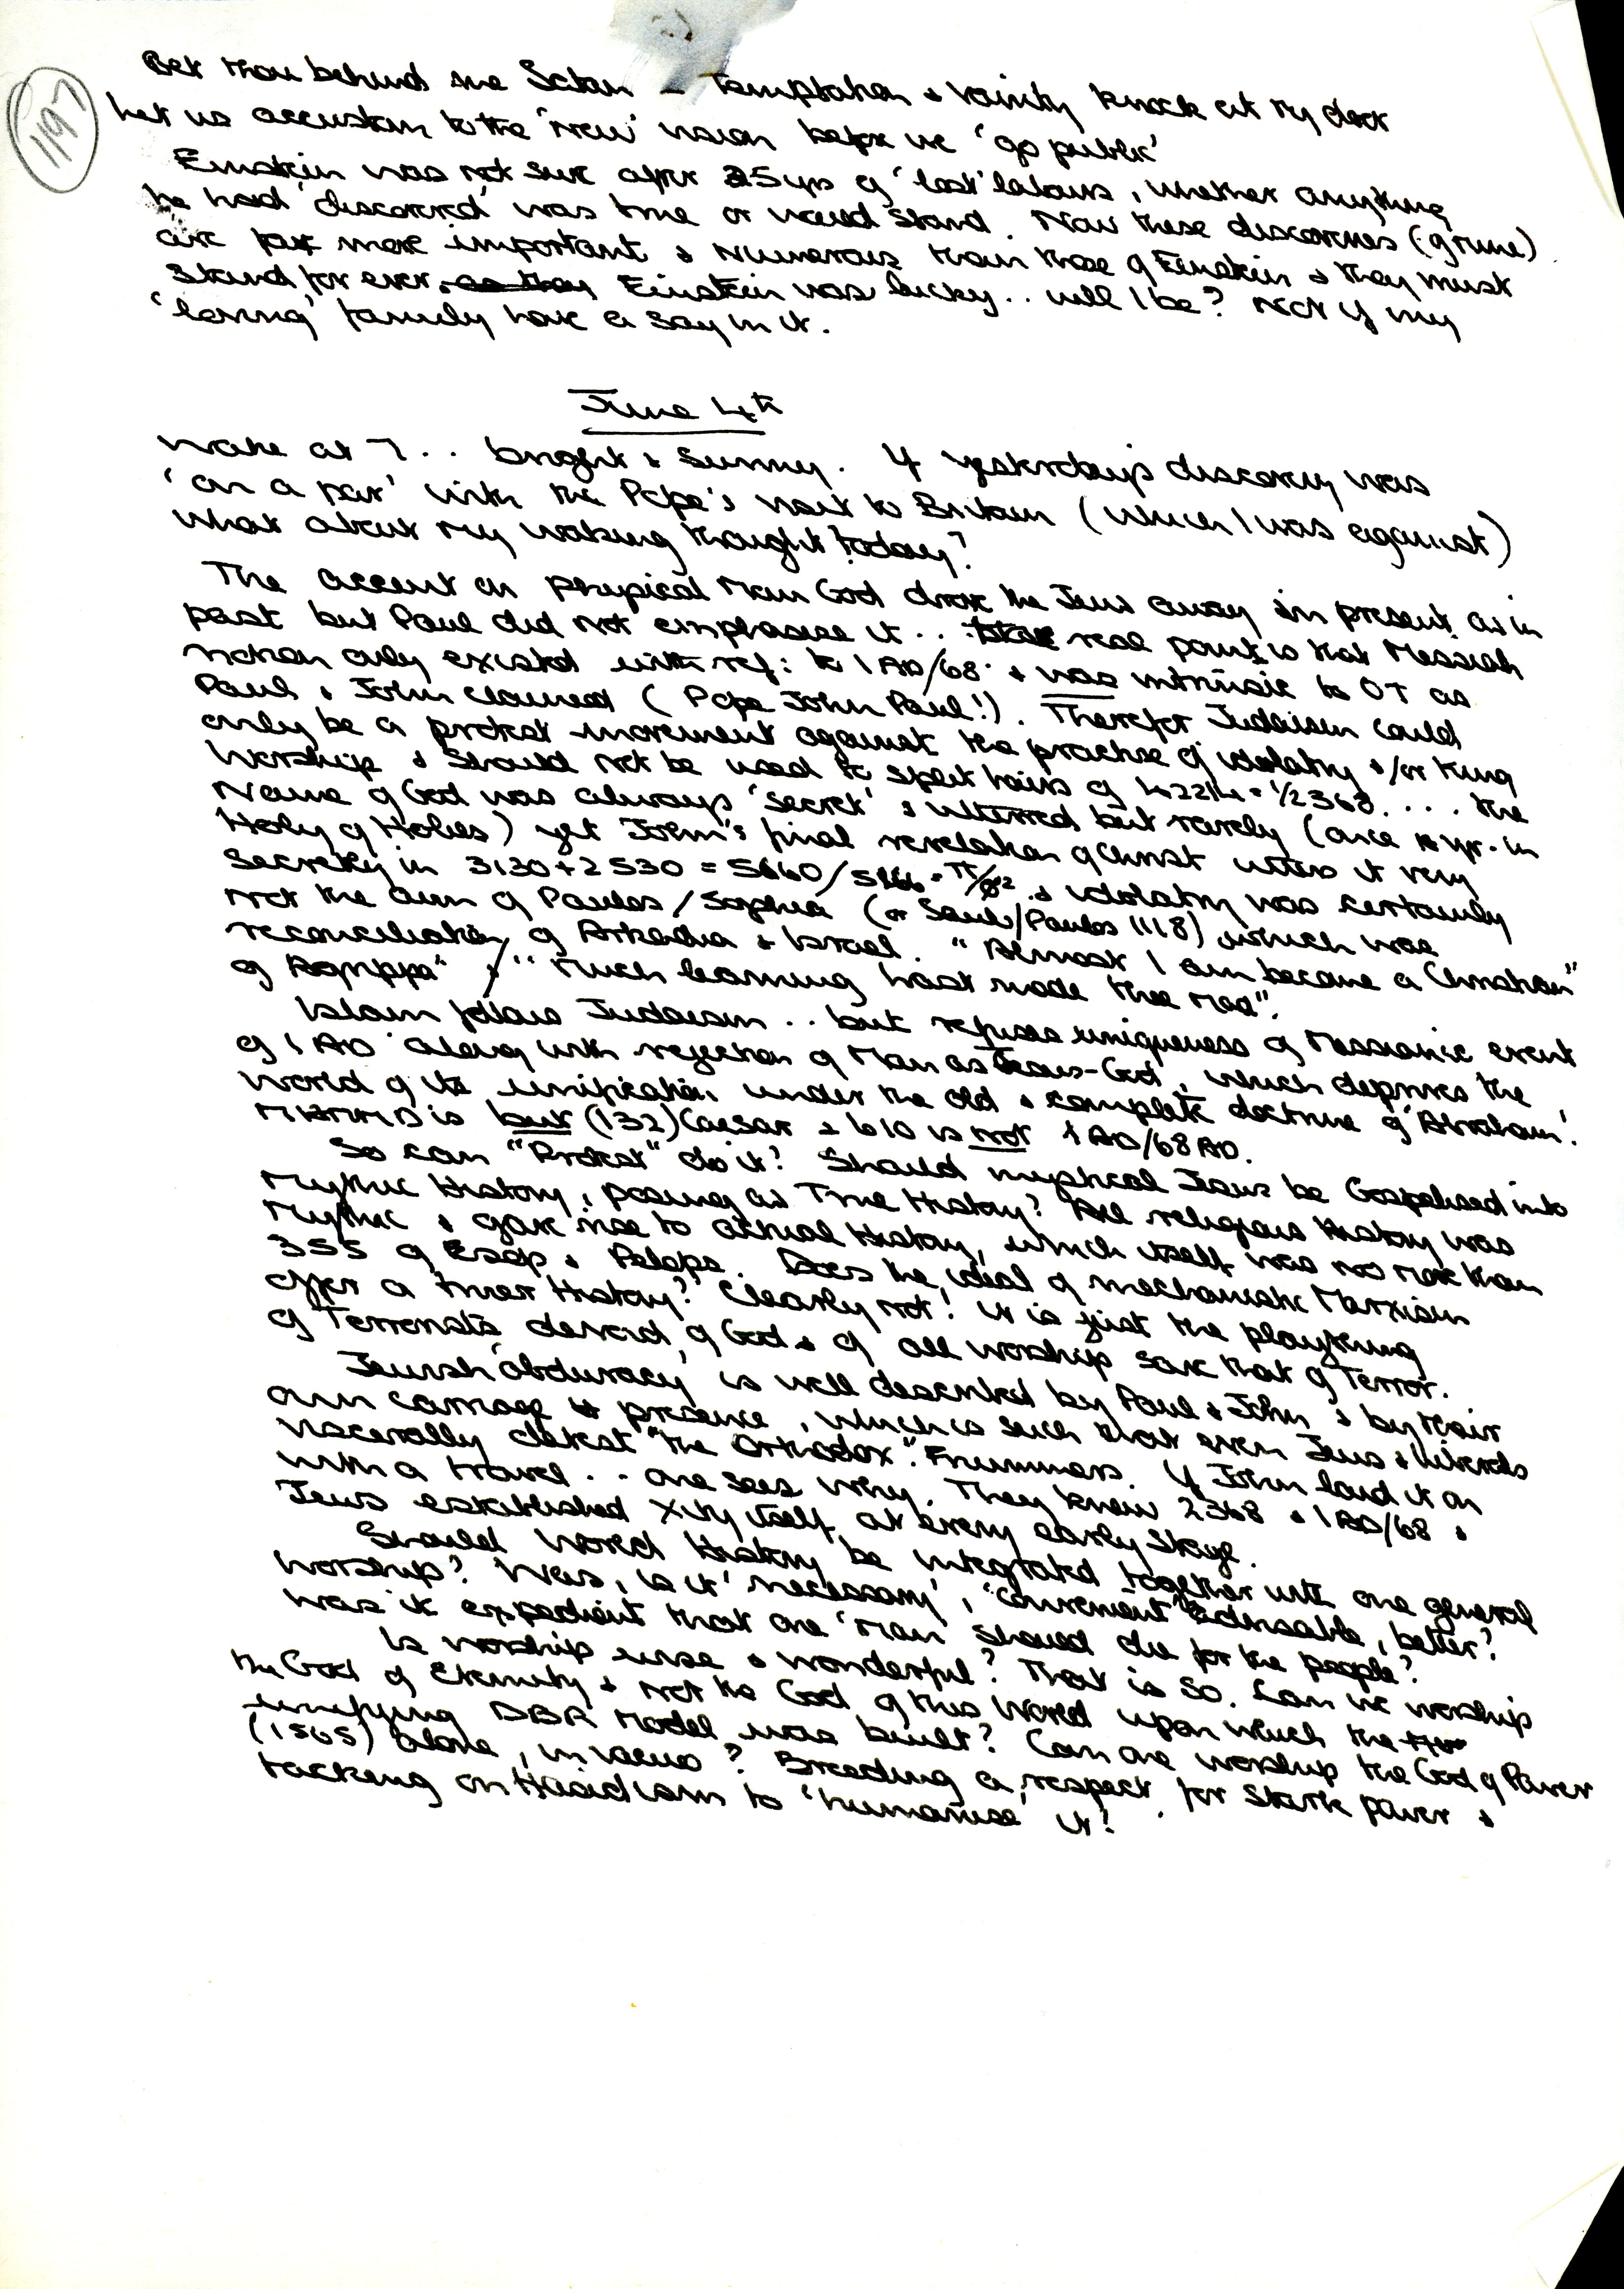 1197
Get thou behind me Satan – Temptation & vanity knock at my door
Let us accustom to the 'New' vision before we 'go public'
Einstein was not sure after 35 yrs of 'lost' labours, whether anything
he had 'discovered' was true or would stand. Now these discoveries (of mine)
are far more important & numerous than those of Einstein & they must
stand for ever, as they Einstein was lucky.. will I be? Not if my
'loving' family have a say in it.
June 4th
Wake at 7.. bright & sunny. If yesterday's discovery was
'on a par' with the Pope's visit to Britain (which I was against)
what about my waking thought today?
The accent on physical Man God drove the Jews away in present as in
past but Paul did not emphasise it.. real point is that Messiah
notion only existed with ref: to 1 AD/68 & was intrinsic to OT as
Paul & John claimed (Pope John Paul!). Therefor Judaism could
only be a protest movement against the practise of idolatry &/or King
Worship & should not be used to split hairs of 1/2 2368.... the
Name of God was always 'secret' & uttered but rarely (once p yr. in
Holy of Holies) yet John's final revelation of Christ utters it very
secretly in 3130+2530 = 5660/ & idolatry was certainly
not the aim of Paulos/Sophia (or Saul/Paulos 1118) which was
reconciliation of Arkadia & Israel. "Almost I am become a Christian"
of Agrippa" / "Much learning hast made thee mad".
Islam follows Judaism.. but refuses uniqueness of Messianic event
of 1 AD along with rejection of Man as Jesus-God, which deprives the
World of its unification under the old & complete doctrine of 'Abraham'.
is but (132) Caesar & 610 is not 1 AD/68 AD.
So can "Protest" do it? Should mystical Jesus be Gospelised into
Mythic History, posing as True History? All religious History was
Mythic & gave rise to actual History, which itself was no more than
355 of Esop & Pelops. Does the ideal of mechanistic Marxism
offer a truer History? Clearly not! It is just the plaything
of Terrorists devoid of God & of all worship save that of Terror.
Jewish 'obduracy' is well described by Paul & John & by their
own carriage & presence, which is such that even Jews & liberals
viscerally detest "the Orthodox". Frummers. If John laid it on
with a trowel.. one sees why. They knew 2368 & 1 AD/68 &
Jews established Xity itself at every early stage.
Should World History be integrated together with one general
Worship? Was, is it 'necessary', 'convenient', advisable, better?
Was it expedient that one 'Man' should die for the people?
Is worship wise & wonderful? That is so. Can we worship
the God of Eternity & not the God of this World upon which the
unifying DBR Model was built? Can one worship the God of Power
(1565) alone, in vacuo? Breeding a respect for stark power &
tacking on Hasidism to 'humanise' it!